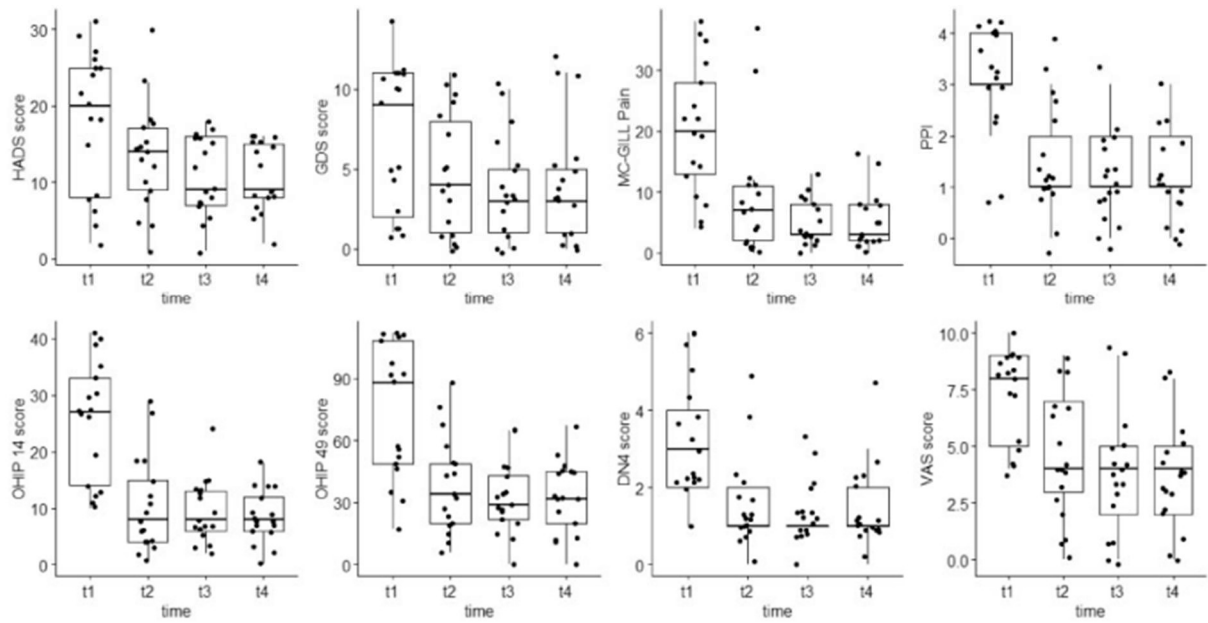 HADS score
30
20
10
0
t1 t2 t3 t4
time
GDS score
10
5
0
t1 t2 t3 t4
time
MC-GILL Pain
30
20
10
0
t1 t2 t3 t4
time
PPI
4
3
2
1
0
t1 t2 t3 t4
time
OHIP 14 score
40
30
20
10
0
t1 t2 t3 t4
time
OHIP 49 score
90
60
30
0
t1 t2 t3 t4
time
DN4 score
6
4
2
0
t1 t2 t3 t4
time
VAS score
10.0
7.5
5.0
2.5
0.0
t1 t2 t3 t4
time